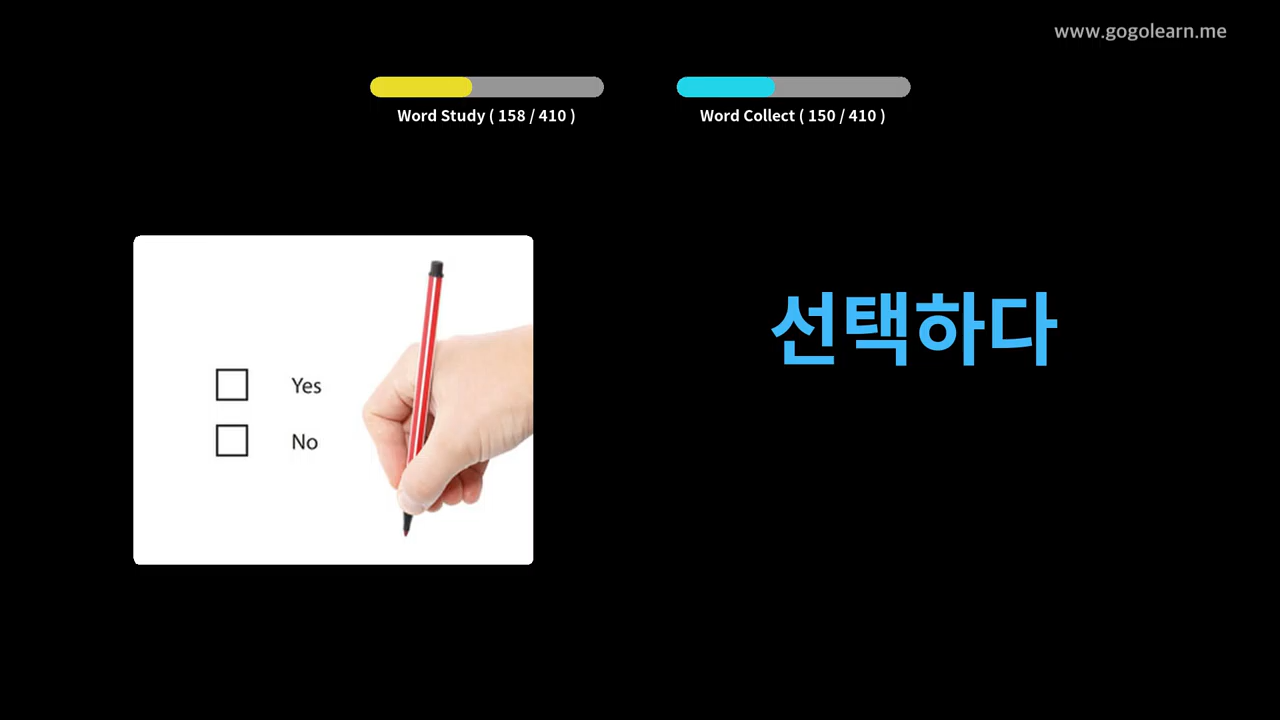 www.gogolearn.me
Word Study ( 158 / 410 )
Word Collect ( 150 / 410 )
선택하다
Yes
No